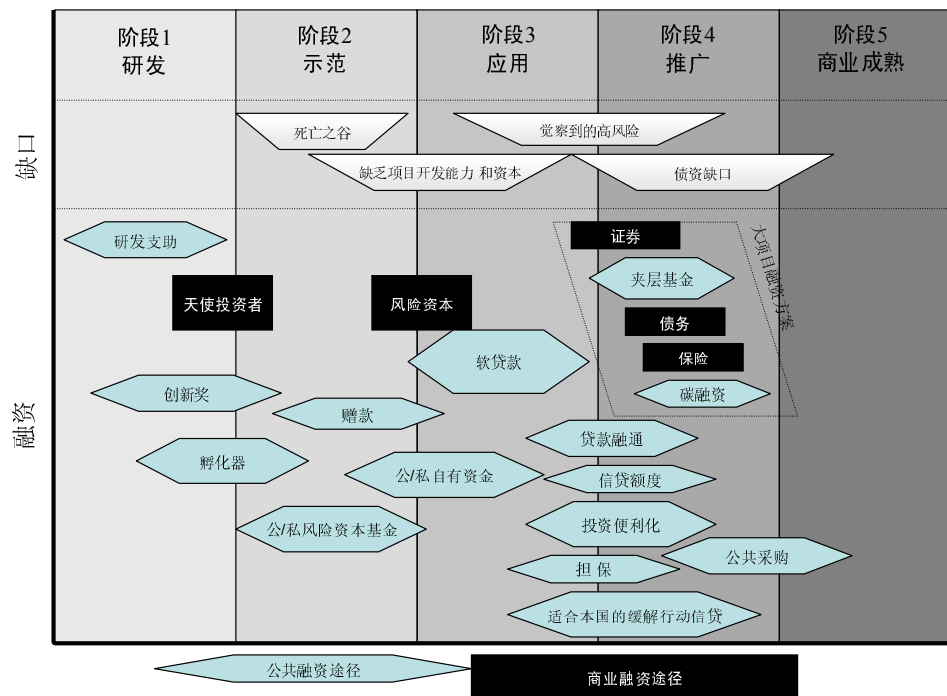 阶段1
研发
阶段2
示范
阶段3
应用
阶段4
推广
阶段5
商业成熟
缺口
死亡之谷
觉察到的高风险
缺乏项目开发能力 和资本
债资缺口
融资
研发支助
证券
大项目融资方案
夹层基金
天使投资者
风险资本
债务
保险
软贷款
碳融资
创新奖
赠款
贷款融通
孵化器
公/私自有资金
信贷额度
公/私风险资本基金
投资便利化
公共采购
担 保
适合本国的缓解行动信贷
公共融资途径
商业融资途径